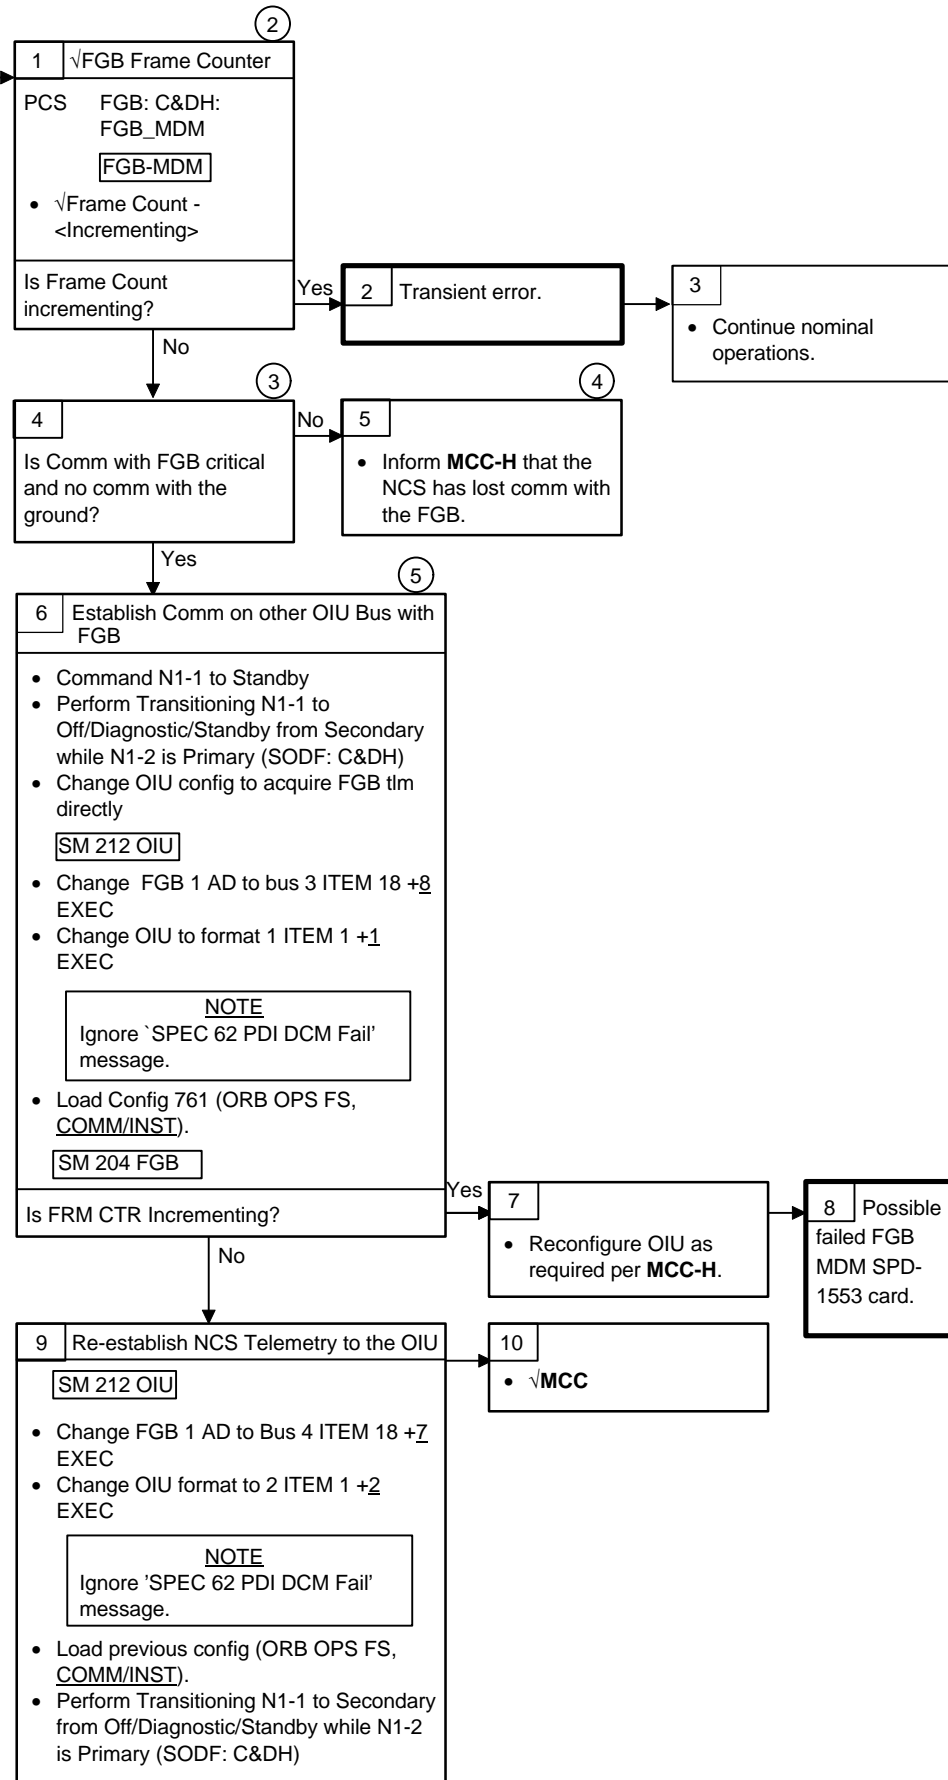 2
1 √FGB Frame Counter
PCS FGB: C&DH:
FGB_MDM
FGB-MDM
• √Frame Count -
<Incrementing>
Is Frame Count
incrementing?
Yes
2 Transient error.
3
• Continue nominal
operations.
No
3
4
Is Comm with FGB critical
and no comm with the
ground?
No
4
5
• Inform MCC-H that the
NCS has lost comm with
the FGB.
Yes
5
6 Establish Comm on other OIU Bus with
FGB
• Command N1-1 to Standby
• Perform Transitioning N1-1 to
Off/Diagnostic/Standby from Secondary
while N1-2 is Primary (SODF: C&DH)
• Change OIU config to acquire FGB tlm
directly
SM 212 OIU
• Change FGB 1 AD to bus 3 ITEM 18 +8
EXEC
• Change OIU to format 1 ITEM 1 +1
EXEC
NOTE
Ignore `SPEC 62 PDI DCM Fail'
message.
• Load Config 761 (ORB OPS FS,
COMM/INST).
SM 204 FGB
Is FRM CTR Incrementing?
Yes
7
• Reconfigure OIU as
required per MCC-H.
8 Possible
failed FGB
MDM SPD-
1553 card.
No
9 Re-establish NCS Telemetry to the OIU
SM 212 OIU
• Change FGB 1 AD to Bus 4 ITEM 18 +7
EXEC
• Change OIU format to 2 ITEM 1 +2
EXEC
NOTE
Ignore ’SPEC 62 PDI DCM Fail’
message.
• Load previous config (ORB OPS FS,
COMM/INST).
• Perform Transitioning N1-1 to Secondary
from Off/Diagnostic/Standby while N1-2
is Primary (SODF: C&DH)
10
• √MCC